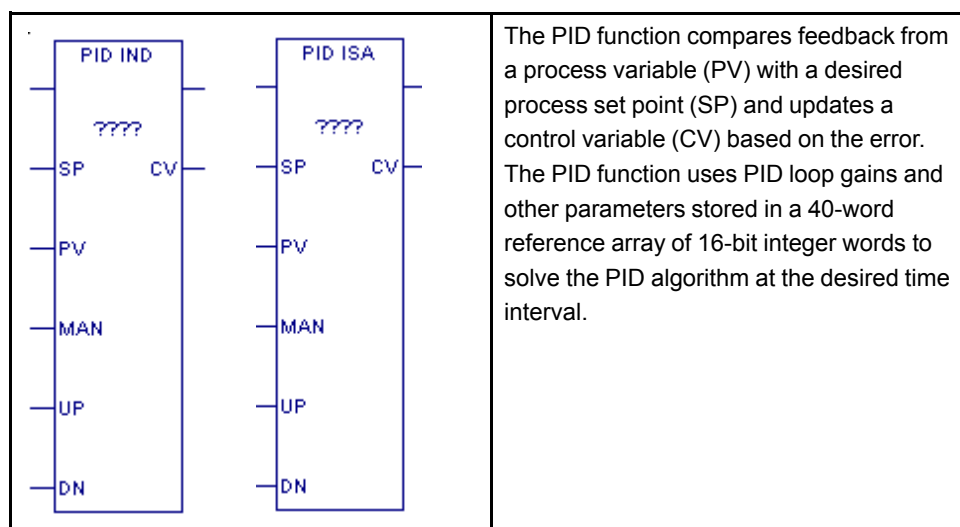 PID IND
????
SP CV
PV
MAN
UP
DN
PID ISA
????
SP CV
PV
MAN
UP
DN
The PID function compares feedback from
a process variable (PV) with a desired
process set point (SP) and updates a
control variable (CV) based on the error.
The PID function uses PID loop gains and
other parameters stored in a 40-word
reference array of 16-bit integer words to
solve the PID algorithm at the desired time
interval.